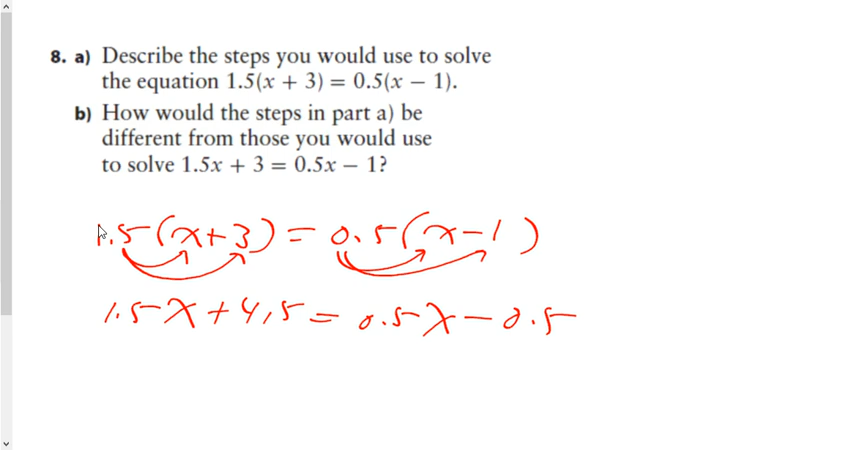 8. a) Describe the steps you would use to solve
the equation 1.5(x + 3) = 0.5(x − 1).
b) How would the steps in part a) be
different from those you would use
to solve 1.5x + 3 = 0.5x − 1?
1.5(x+3) = 0.5(x-1)
1.5x + 4.5 = 0.5x - 0.5